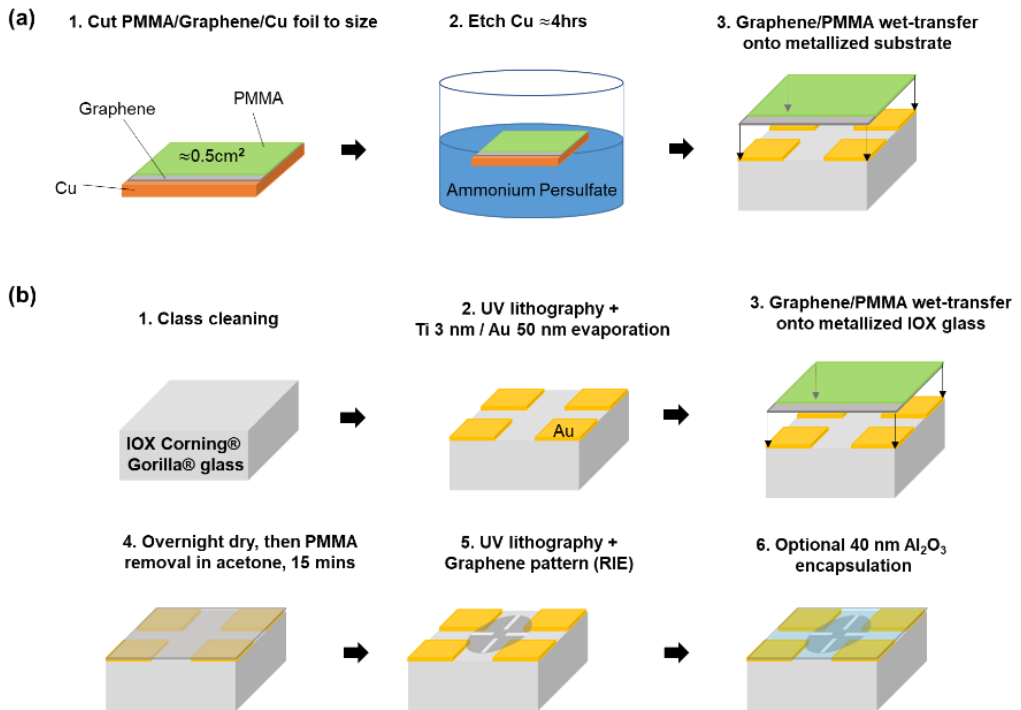 (a)
1. Cut PMMA/Graphene/Cu foil to size
Graphene
PMMA
≈0.5cm²
Cu
2. Etch Cu ≈4hrs
Ammonium Persulfate
3. Graphene/PMMA wet-transfer
onto metallized substrate
(b)
1. Class cleaning
IOX Corning®
Gorilla® glass
2. UV lithography +
Ti 3 nm / Au 50 nm evaporation
Au
3. Graphene/PMMA wet-transfer
onto metallized IOX glass
4. Overnight dry, then PMMA
removal in acetone, 15 mins
5. UV lithography +
Graphene pattern (RIE)
6. Optional 40 nm Al₂O₃
encapsulation